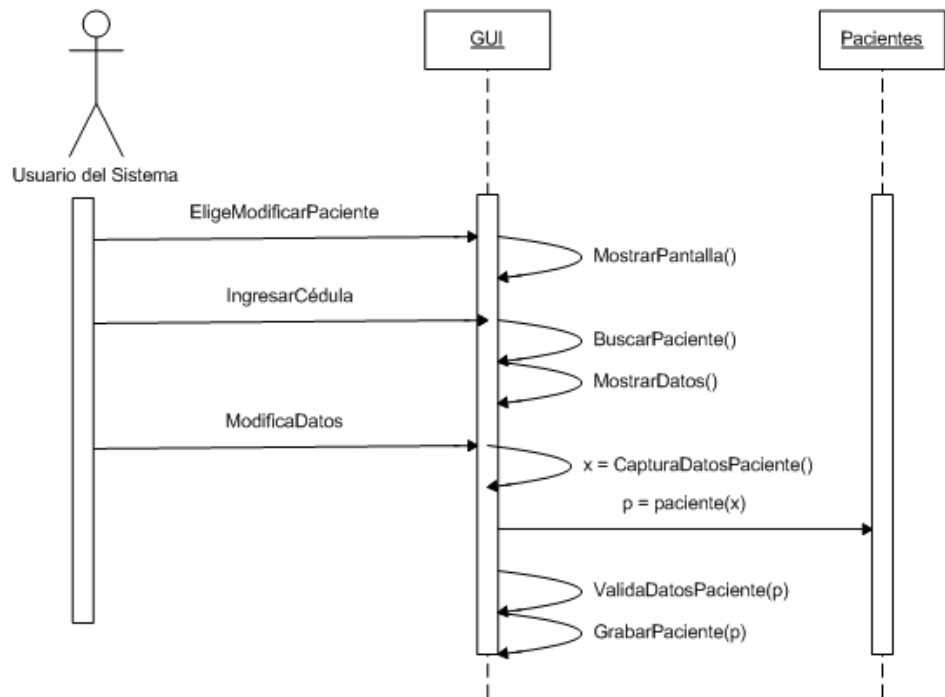 GUI
Pacientes
Usuario del Sistema
EligeModificarPaciente
MostrarPantalla()
IngresarCédula
BuscarPaciente()
MostrarDatos()
ModificaDatos
x = CapturaDatosPaciente()
p = paciente(x)
ValidaDatosPaciente(p)
GrabarPaciente(p)